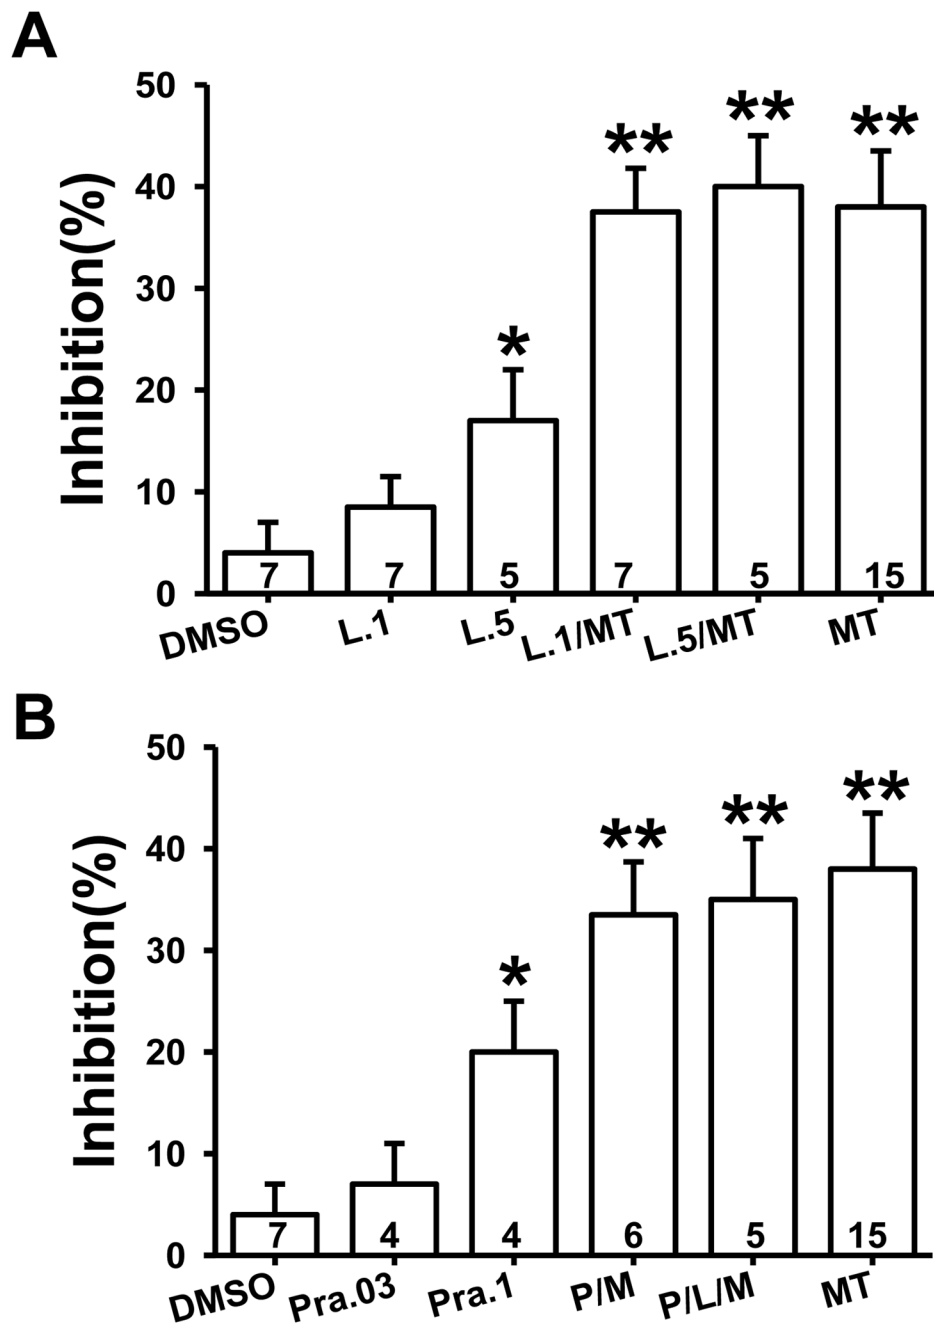 A
Inhibition(%)
50
40
30
20
10
0
* ** ** **
7 7 5 7 5 15
DMSO L.1 L.5 L.1/MT L.5/MT MT
B
Inhibition(%)
50
40
30
20
10
0
* ** ** **
7 4 4 6 5 15
DMSO Pra.03 Pra.1 P/M P/L/M MT